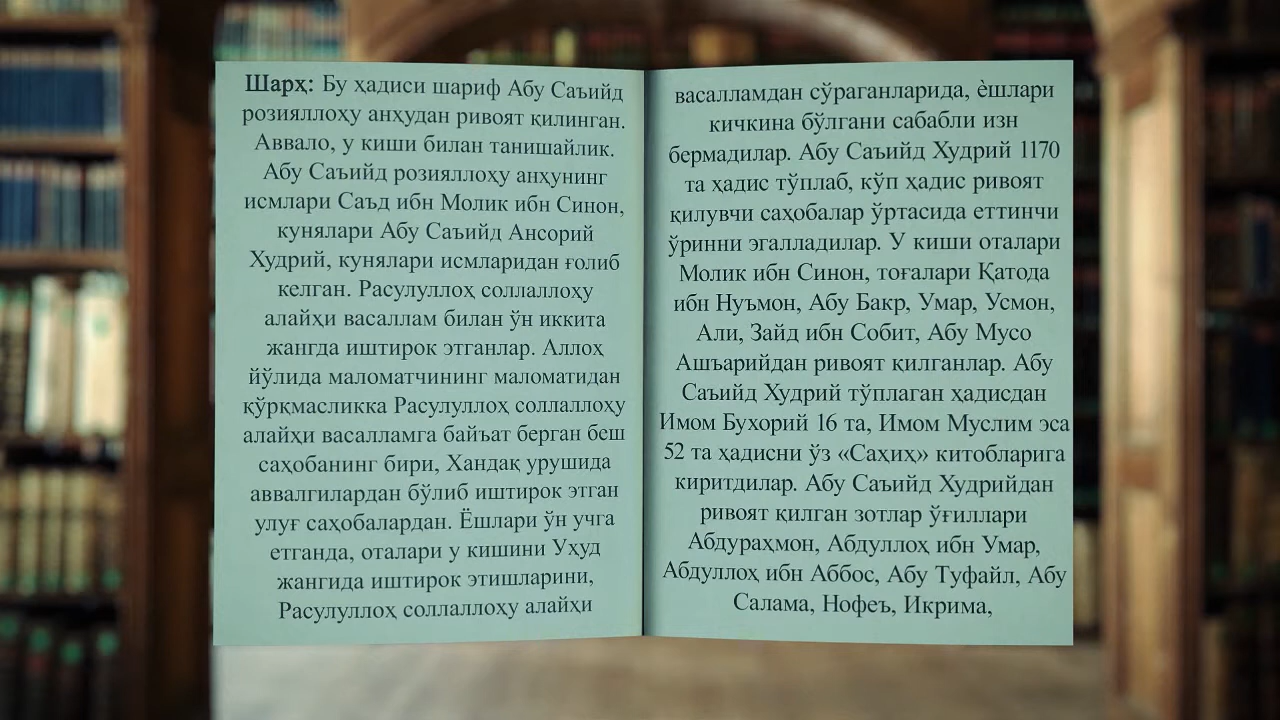 Шарҳ: Бу ҳадиси шариф Абу Саъийд
розияллоҳу анҳудан ривоят қилинган.
Аввало, у киши билан танишайлик.
Абу Саъийд розияллоҳу анҳунинг
исмлари Саъд ибн Молик ибн Синон,
кунялари Абу Саъийд Ансорий
Худрий, кунялари исмларидан ғолиб
келган. Расулуллоҳ соллаллоҳу
алайҳи васаллам билан ўн иккита
жангда иштирок этганлар. Аллоҳ
йўлида маломатчининг маломатидан
қўрқмасликка Расулуллоҳ соллаллоҳу
алайҳи васалламга байъат берган беш
саҳобанинг бири, Хандақ урушида
аввалгилардан бўлиб иштирок этган
улуғ саҳобалардан. Ёшлари ўн учга
етганда, оталари у кишини Уҳуд
жангида иштирок этишларини,
Расулуллоҳ соллаллоҳу алайҳи
васалламдан сўраганларида, ѐшлари
кичкина бўлгани сабабли изн
бермадилар. Абу Саъийд Худрий 1170
та ҳадис тўплаб, кўп ҳадис ривоят
қилувчи саҳобалар ўртасида еттинчи
ўринни эгалладилар. У киши оталари
Молик ибн Синон, тоғалари Қатода
ибн Нуъмон, Абу Бакр, Умар, Усмон,
Али, Зайд ибн Собит, Абу Мусо
Ашъарийдан ривоят қилганлар. Абу
Саъийд Худрий тўплаган ҳадисдан
Имом Бухорий 16 та, Имом Муслим эса
52 та ҳадисни ўз «Саҳиҳ» китобларига
киритдилар. Абу Саъийд Худрийдан
ривоят қилган зотлар ўғиллари
Абдураҳмон, Абдуллоҳ ибн Умар,
Абдуллоҳ ибн Аббос, Абу Туфайл, Абу
Салама, Нофеъ, Икрима,